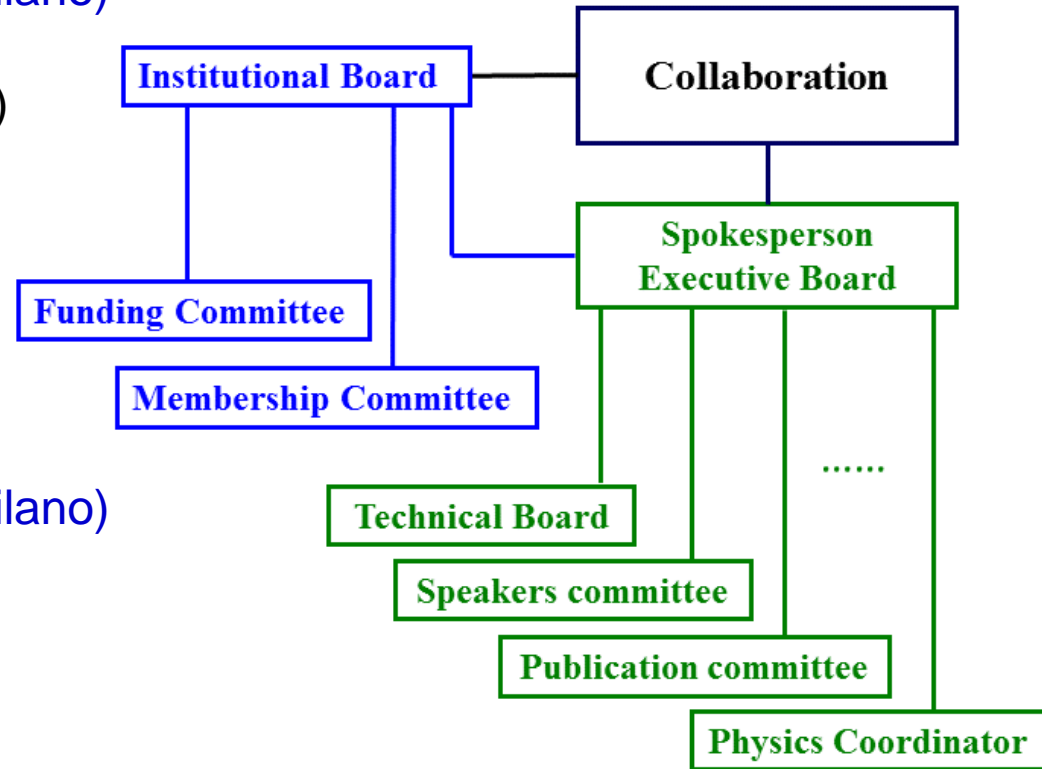 ilano)
)
Institutional Board
Collaboration
Spokesperson
Executive Board
Funding Committee
Membership Committee
......
ilano)
Technical Board
Speakers committee
Publication committee
Physics Coordinator